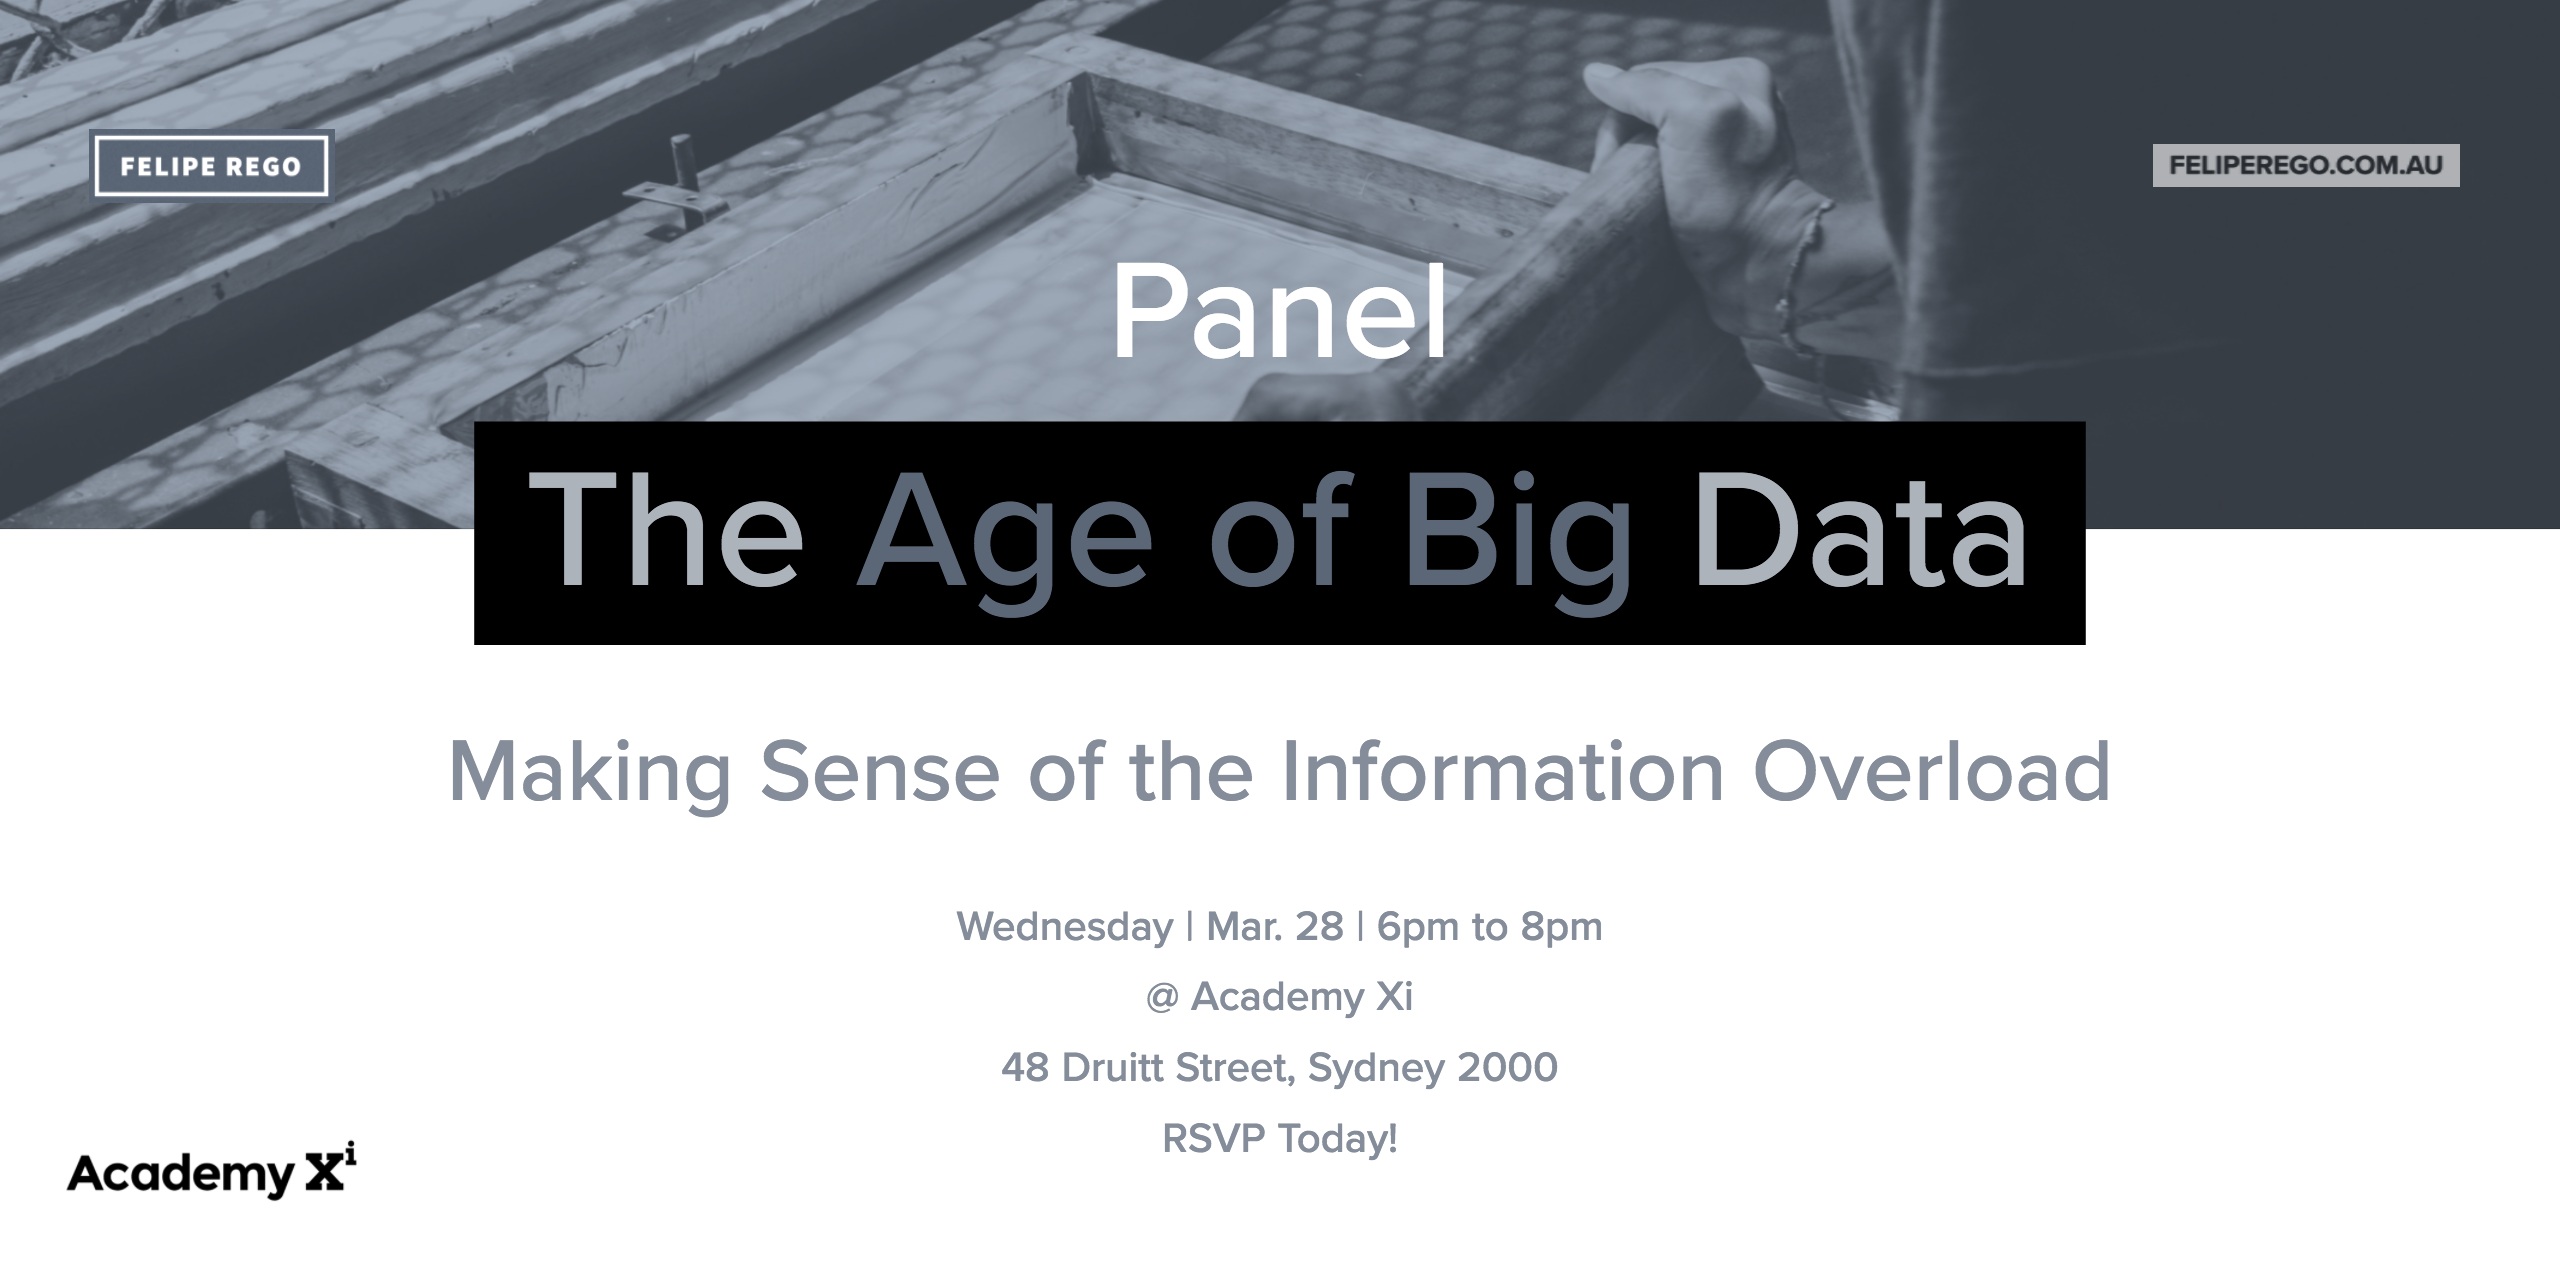 FELIPE REGO
FELIPEREGO.COM.AU
Panel
The Age of Big Data
Making Sense of the Information Overload
Wednesday | Mar. 28 | 6pm to 8pm
@ Academy Xi
48 Druitt Street, Sydney 2000
RSVP Today!
Academy Xi